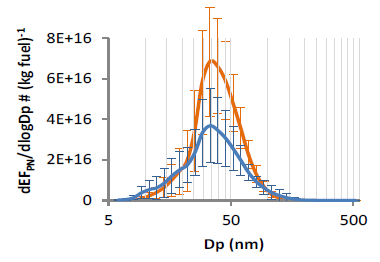 dEF_PN/dlogDp # (kg fuel)^-1
8E+16
6E+16
4E+16
2E+16
0
5 50 500
Dp (nm)